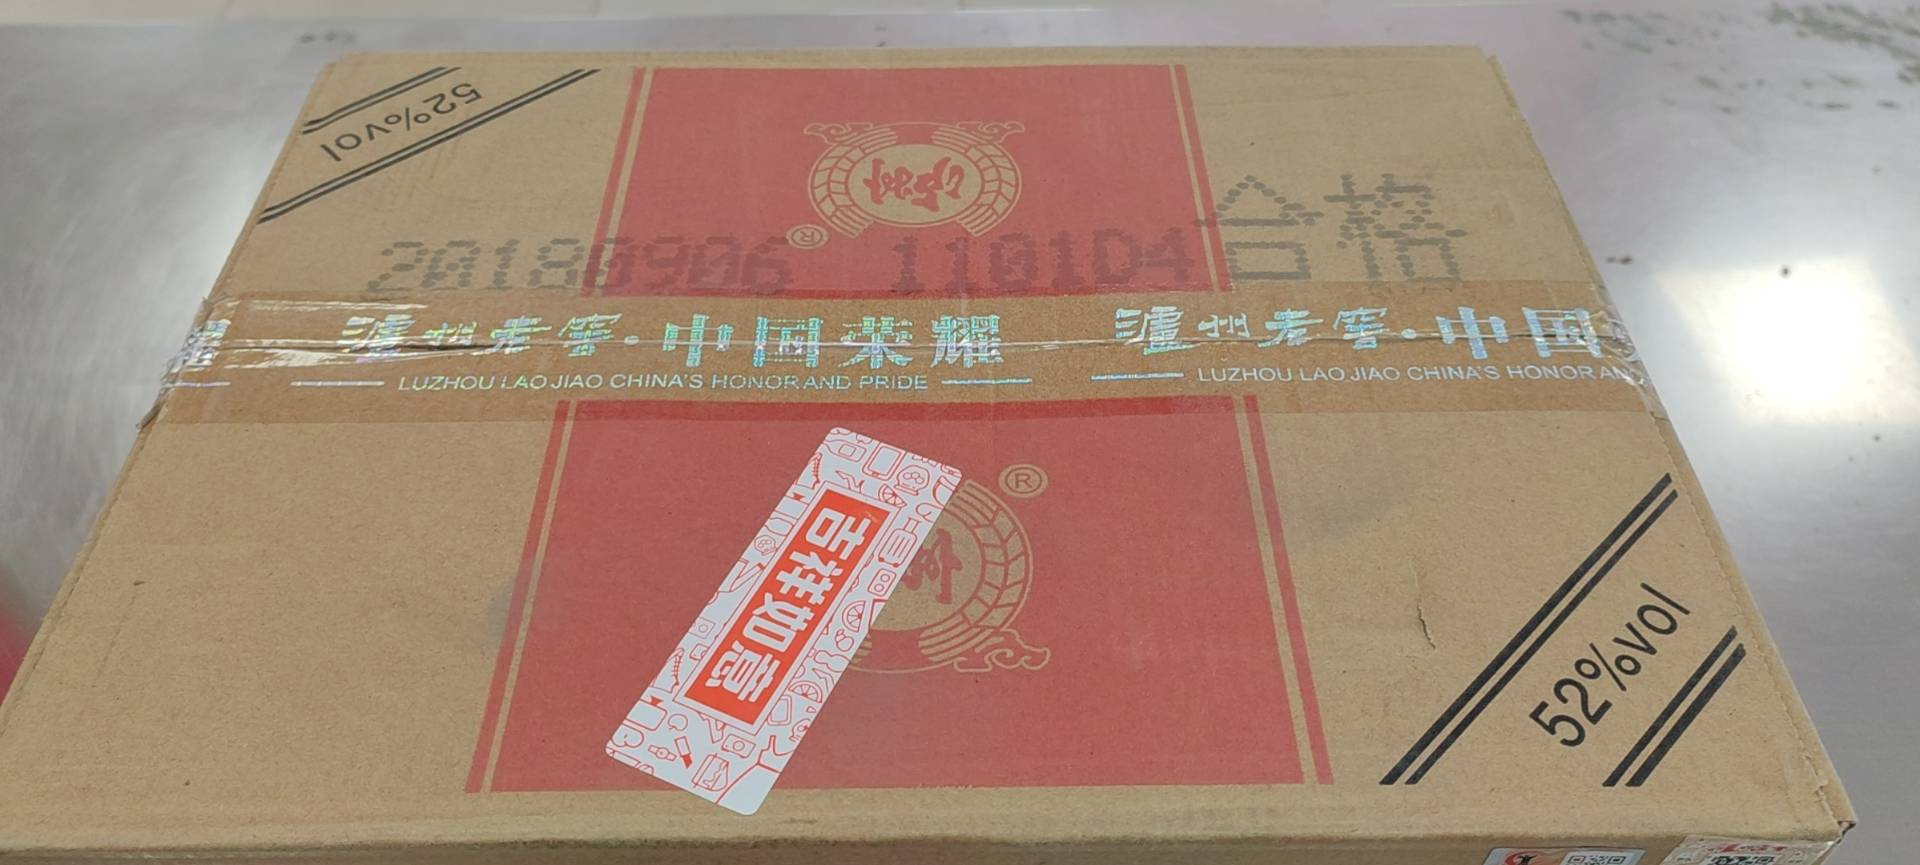 52%vol
窖
®
20180906 110101D4 合格
泸州老窖·中国荣耀 泸州老窖·中国
LUZHOU LAO JIAO CHINA'S HONOR AND PRIDE LUZHOU LAO JIAO CHINA'S HONOR AN
®
吉祥如意
52%vol